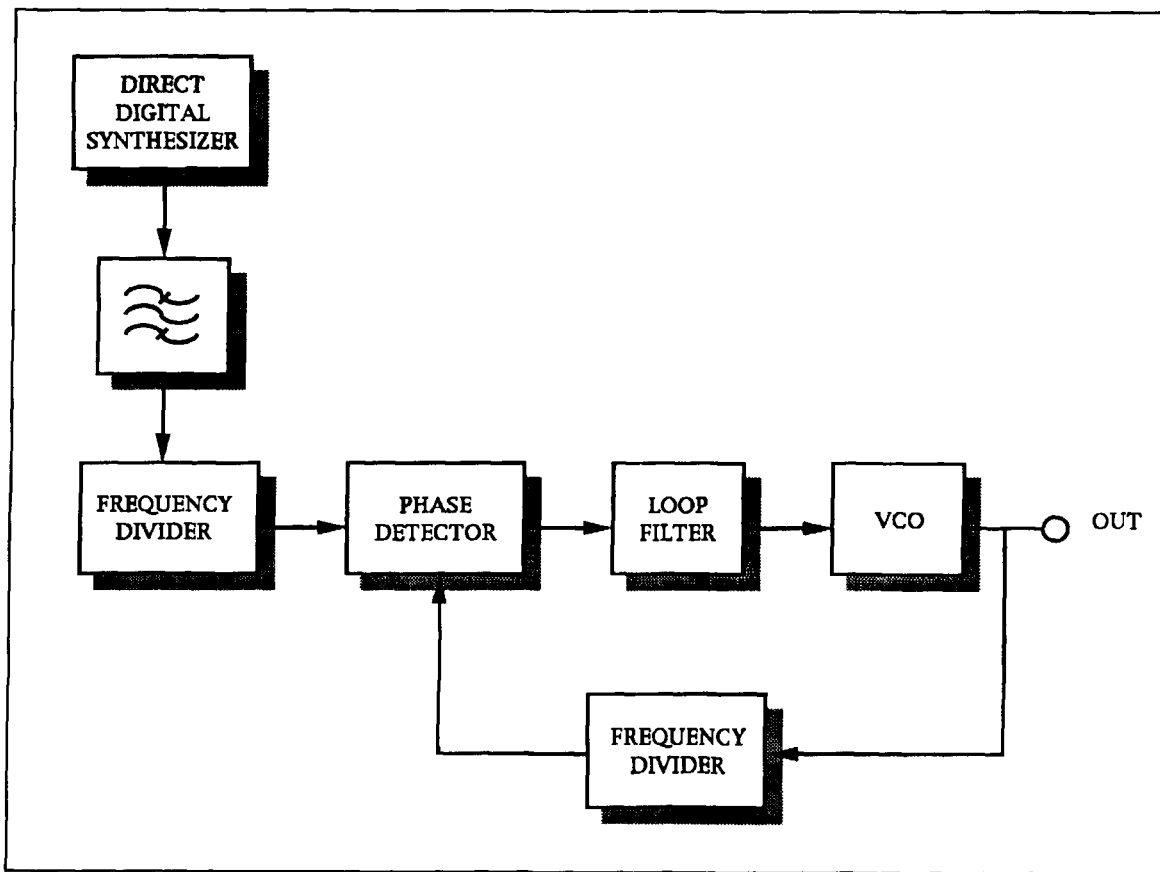 DIRECT
DIGITAL
SYNTHESIZER
FREQUENCY
DIVIDER
PHASE
DETECTOR
LOOP
FILTER
VCO
OUT
FREQUENCY
DIVIDER